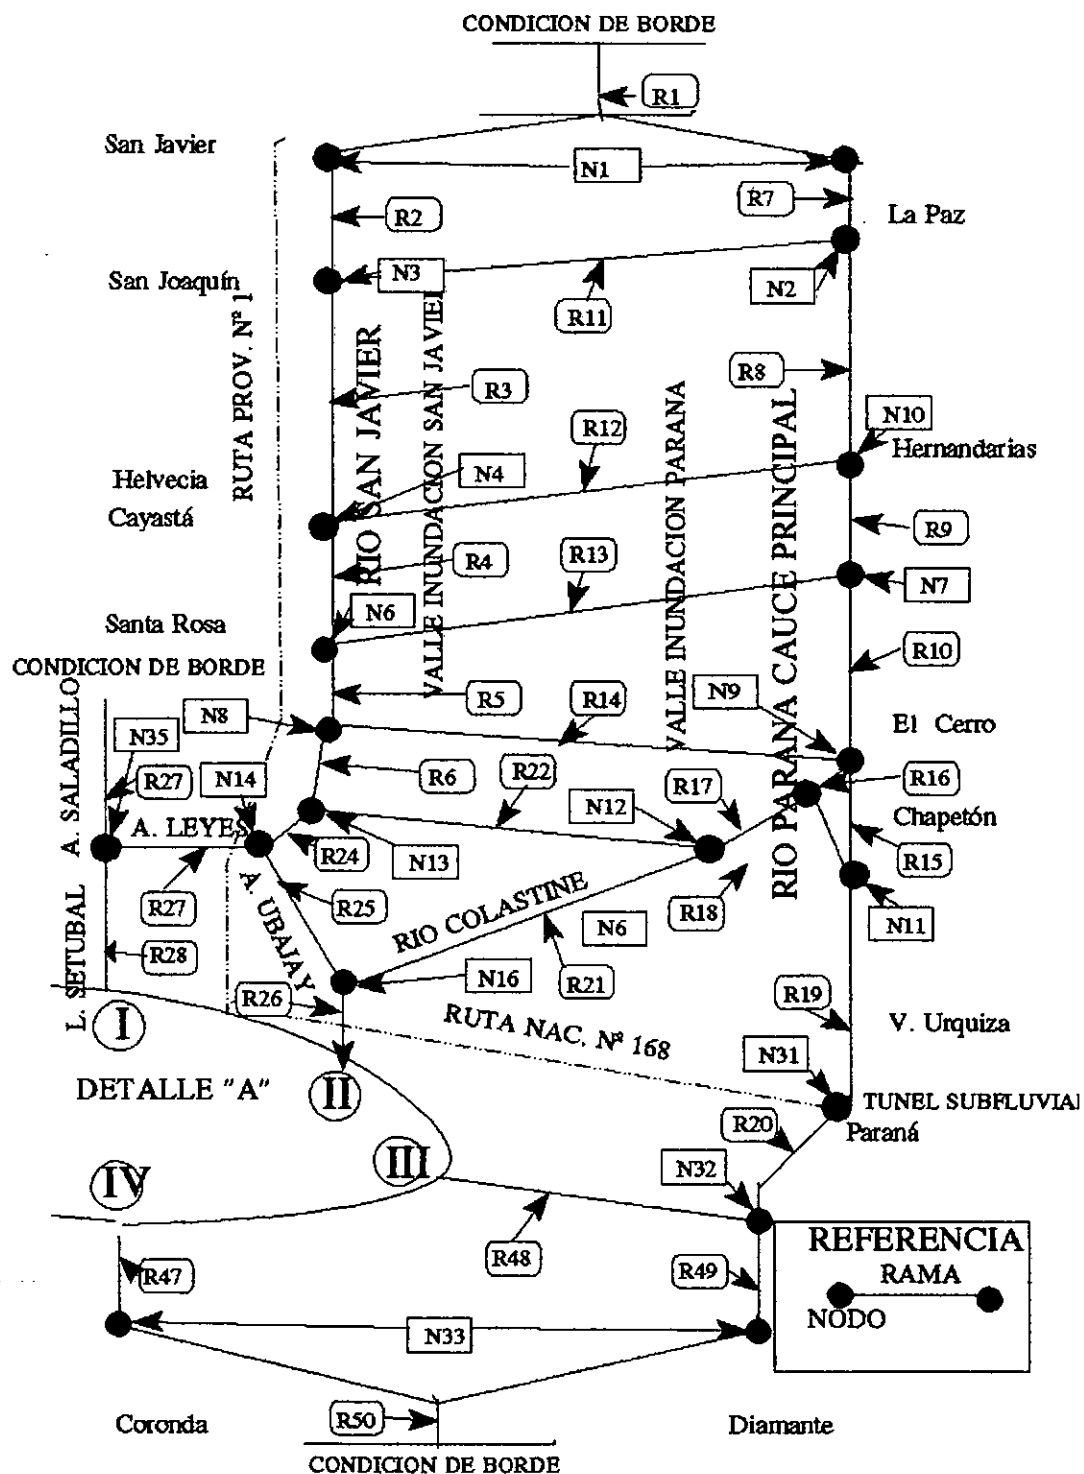 CONDICION DE BORDE
R1
San Javier
N1
R7
R2
La Paz
San Joaquín
N3
N2
R11
RUTA PROV. Nº 1
RIO SAN JAVIER
VALLE INUNDACION SAN JAVIER
R8
R3
VALLE INUNDACION PARANA
RIO PARANA CAUCE PRINCIPAL
N10
R12
Hernandarias
Helvecia
N4
Cayastá
R9
R4
R13
N7
N6
Santa Rosa
R10
CONDICION DE BORDE
R5
N9
R14
N8
El Cerro
A. SALADILLO
N35
R27
N14
R6
R22
R17
R16
N12
A. LEYES
Chapetón
R24
N13
R15
R27
R25
R18
A. UBAJAY
RIO COLASTINE
N6
N11
L. SETUBAL
R28
N16
R21
R26
R19
I
RUTA NAC. Nº 168
V. Urquiza
N31
DETALLE "A"
II
TUNEL SUBFLUVIAL
R20
Paraná
III
N32
IV
REFERENCIA
RAMA
R48
R49
R47
NODO
N33
Coronda
R50
Diamante
CONDICION DE BORDE